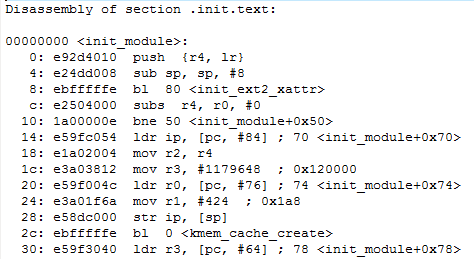 Disassembly of section .init.text:
00000000 <init_module>:
0: e92d4010 push {r4, lr}
4: e24dd008 sub sp, sp, #8
8: ebfffffe bl 80 <init_ext2_xattr>
c: e2504000 subs r4, r0, #0
10: 1a00000e bne 50 <init_module+0x50>
14: e59fc054 ldr ip, [pc, #84] ; 70 <init_module+0x70>
18: e1a02004 mov r2, r4
1c: e3a03812 mov r3, #1179648 ; 0x120000
20: e59f004c ldr r0, [pc, #76] ; 74 <init_module+0x74>
24: e3a01f6a mov r1, #424 ; 0x1a8
28: e58dc000 str ip, [sp]
2c: ebfffffe bl 0 <kmem_cache_create>
30: e59f3040 ldr r3, [pc, #64] ; 78 <init_module+0x78>